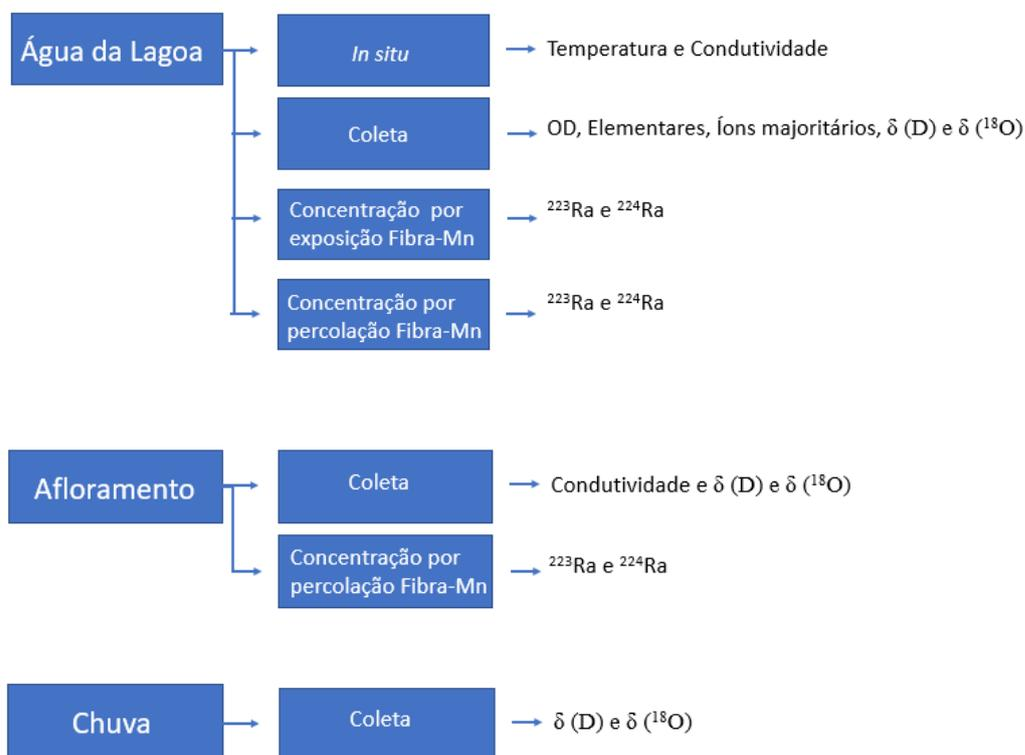 Água da Lagoa
In situ
Temperatura e Condutividade
Coleta
OD, Elementares, Íons majoritários, δ (D) e δ (¹⁸O)
Concentração por
exposição Fibra-Mn
²²³Ra e ²²⁴Ra
Concentração por
percolação Fibra-Mn
²²³Ra e ²²⁴Ra
Afloramento
Coleta
Condutividade e δ (D) e δ (¹⁸O)
Concentração por
percolação Fibra-Mn
²²³Ra e ²²⁴Ra
Chuva
Coleta
δ (D) e δ (¹⁸O)